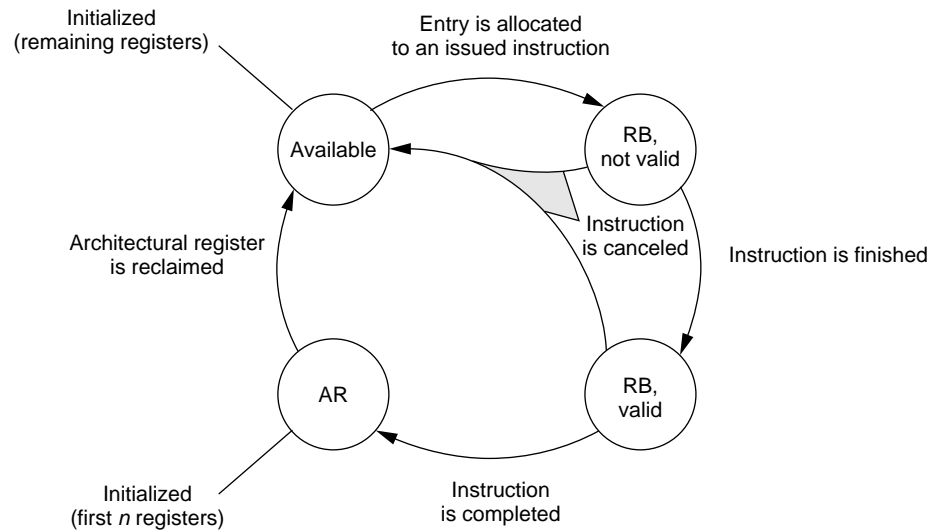 Initialized
(remaining registers)
Entry is allocated
to an issued instruction
Available
RB,
not valid
Instruction
is canceled
Architectural register
is reclaimed
Instruction is finished
AR
RB,
valid
Initialized
(first n registers)
Instruction
is completed